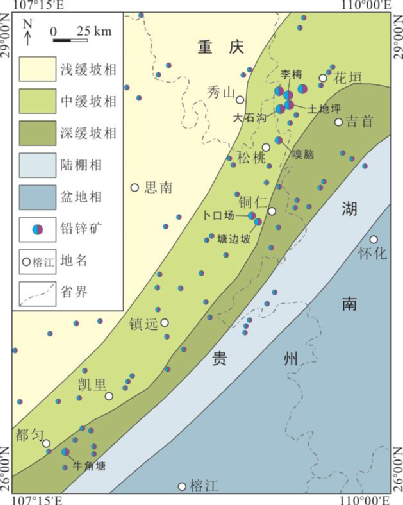 107°15′E
110°00′E
29°00′N
29°00′N
N
0 25 km
浅缓坡相
中缓坡相
深缓坡相
陆棚相
盆地相
铅锌矿
榕江 地名
省界
重庆
秀山
李梅
花垣
大石沟
土地坪
吉首
松桃
嗅脑
思南
铜仁
卜口场
塘边坡
湖
怀化
南
镇远
贵
州
凯里
都匀
牛角塘
榕江
26°00′N
26°00′N
107°15′E
110°00′E